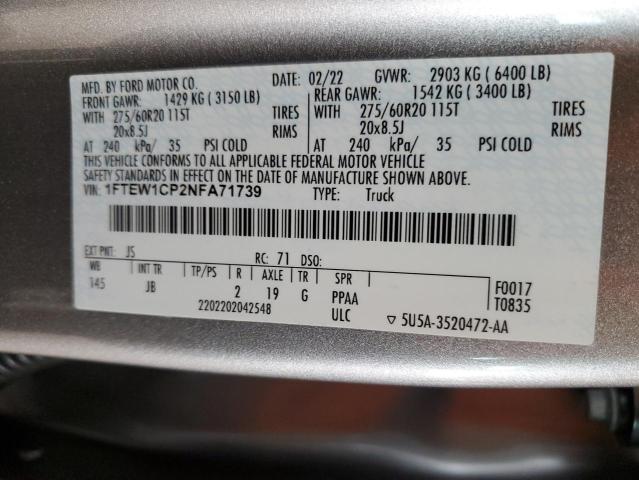 MFD. BY FORD MOTOR CO. DATE: 02/22 GVWR: 2903 KG ( 6400 LB)
FRONT GAWR: 1429 KG ( 3150 LB) REAR GAWR: 1542 KG ( 3400 LB)
WITH 275/60R20 115T TIRES WITH 275/60R20 115T TIRES
20x8.5J RIMS 20x8.5J RIMS
AT 240 kPa/ 35 PSI COLD AT 240 kPa/ 35 PSI COLD
THIS VEHICLE CONFORMS TO ALL APPLICABLE FEDERAL MOTOR VEHICLE
SAFETY STANDARDS IN EFFECT ON THE DATE OF MANUFACTURE SHOWN ABOVE.
VIN: 1FTEW1CP2NFA71739 TYPE: Truck
EXT PNT: JS RC: 71 DSO:
WB INT TR TP/PS R AXLE TR SPR F0017
145 JB 2 19 G PPAA T0835
2202202042548 ULC ▽ 5U5A-3520472-AA